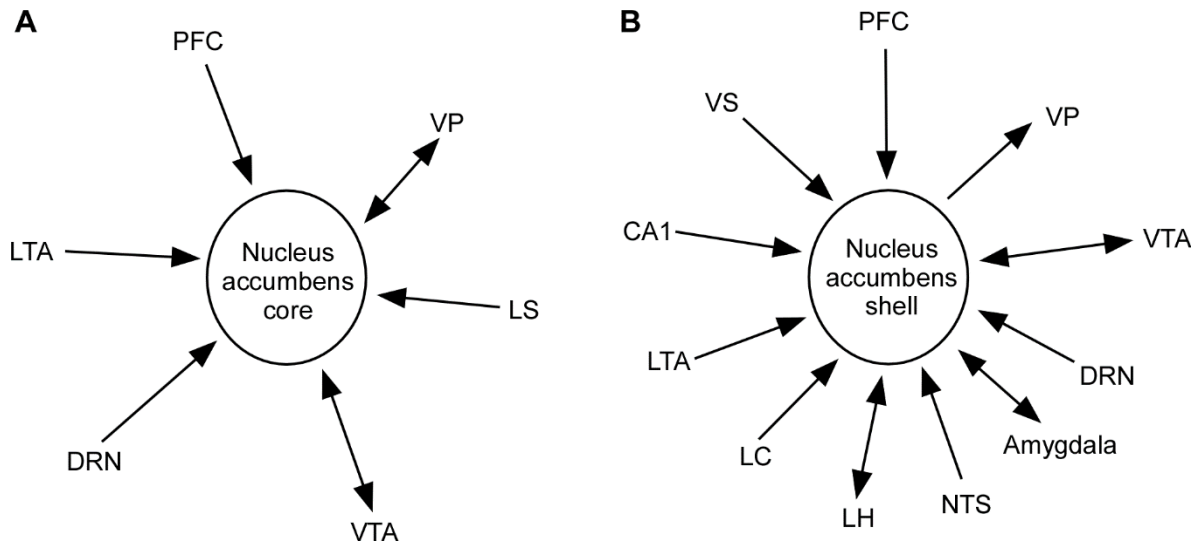 A
PFC
VP
LTA
Nucleus
accumbens
core
LS
DRN
VTA
B
PFC
VS
VP
CA1
Nucleus
accumbens
shell
VTA
LTA
DRN
LC
Amygdala
LH
NTS